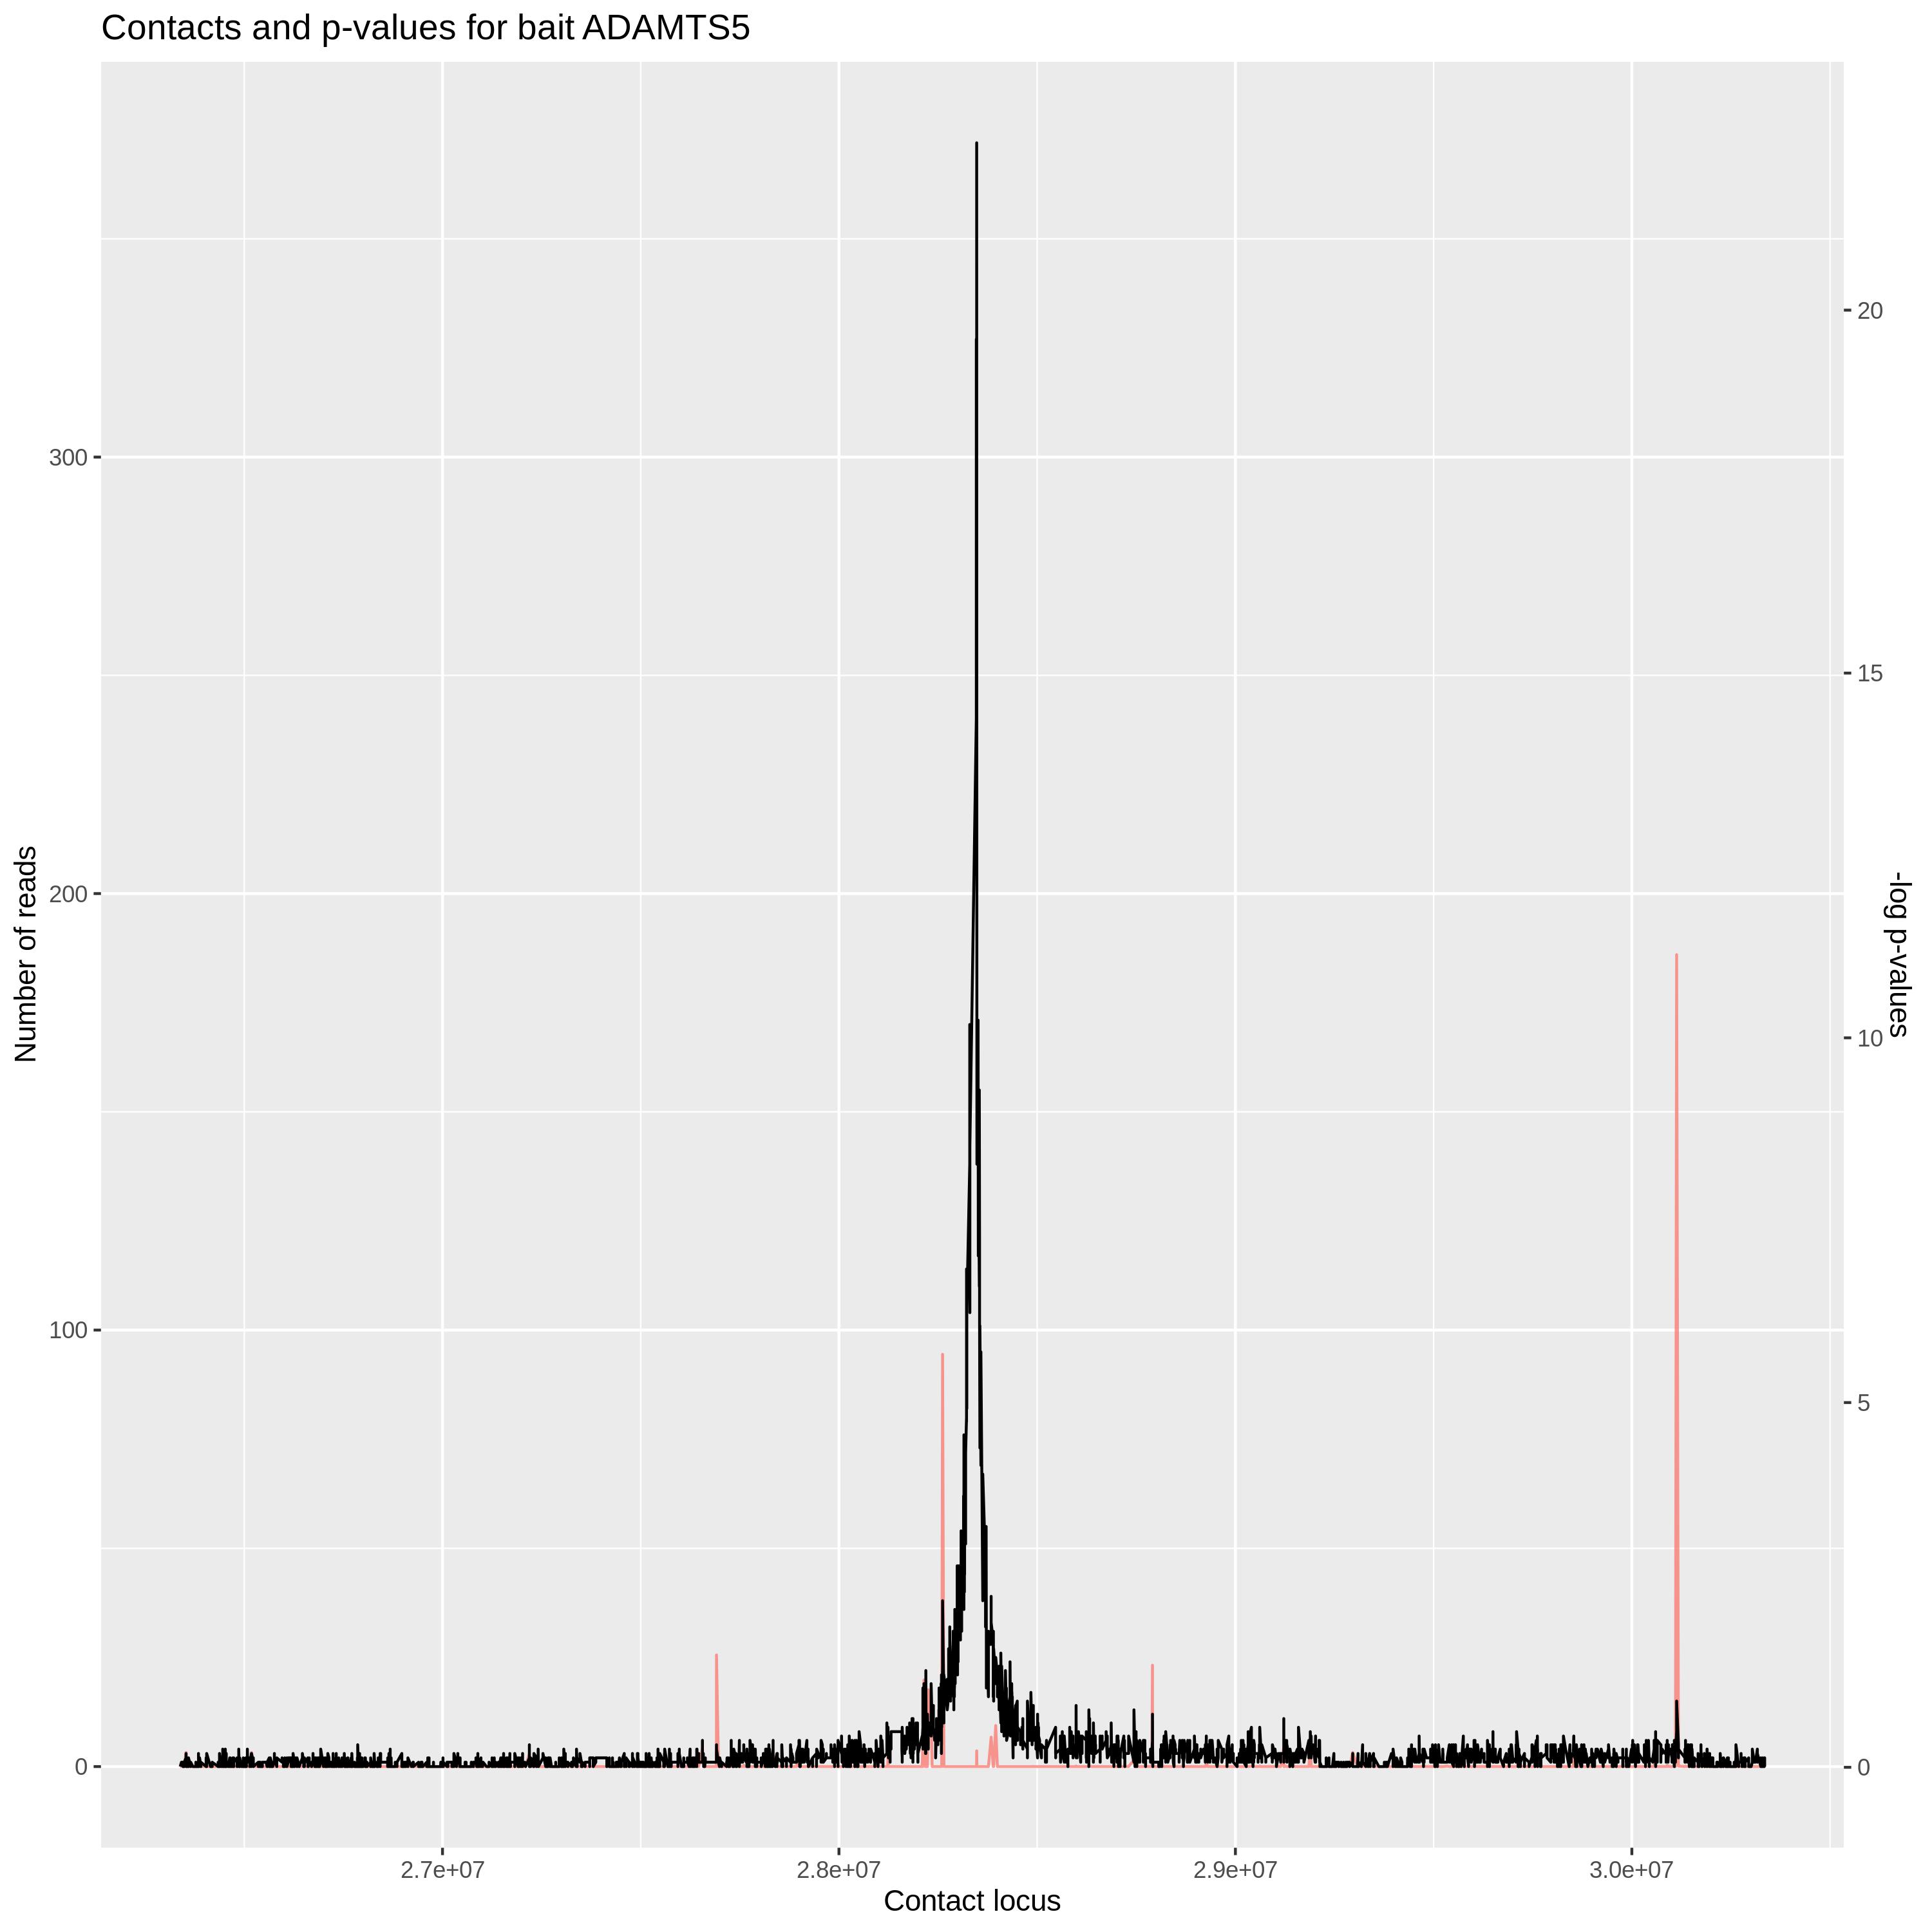 Contacts and p-values for bait ADAMTS5
Number of reads
300
200
100
0
20
15
10
5
0
-log p-values
2.7e+07
2.8e+07
2.9e+07
3.0e+07
Contact locus